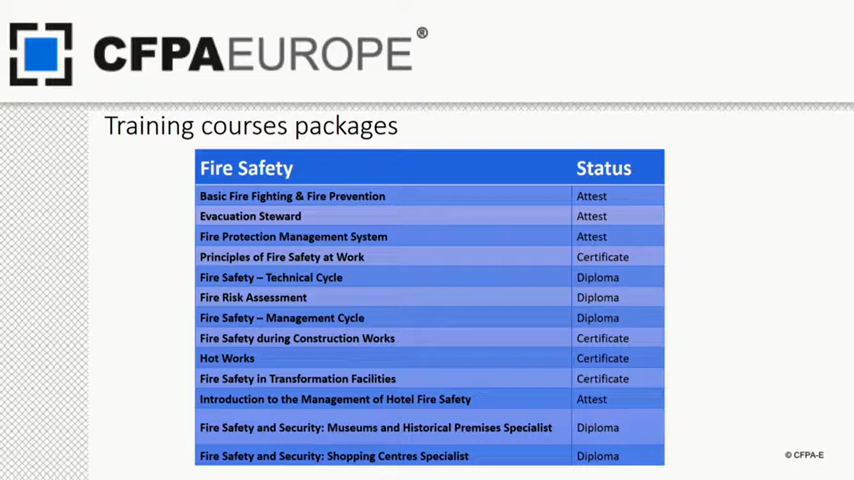 CFPAEUROPE®
Training courses packages
Fire Safety Status
Basic Fire Fighting & Fire Prevention Attest
Evacuation Steward Attest
Fire Protection Management System Attest
Principles of Fire Safety at Work Certificate
Fire Safety – Technical Cycle Diploma
Fire Risk Assessment Diploma
Fire Safety – Management Cycle Diploma
Fire Safety during Construction Works Certificate
Hot Works Certificate
Fire Safety in Transformation Facilities Certificate
Introduction to the Management of Hotel Fire Safety Attest
Fire Safety and Security: Museums and Historical Premises Specialist Diploma
Fire Safety and Security: Shopping Centres Specialist Diploma
© CFPA-E